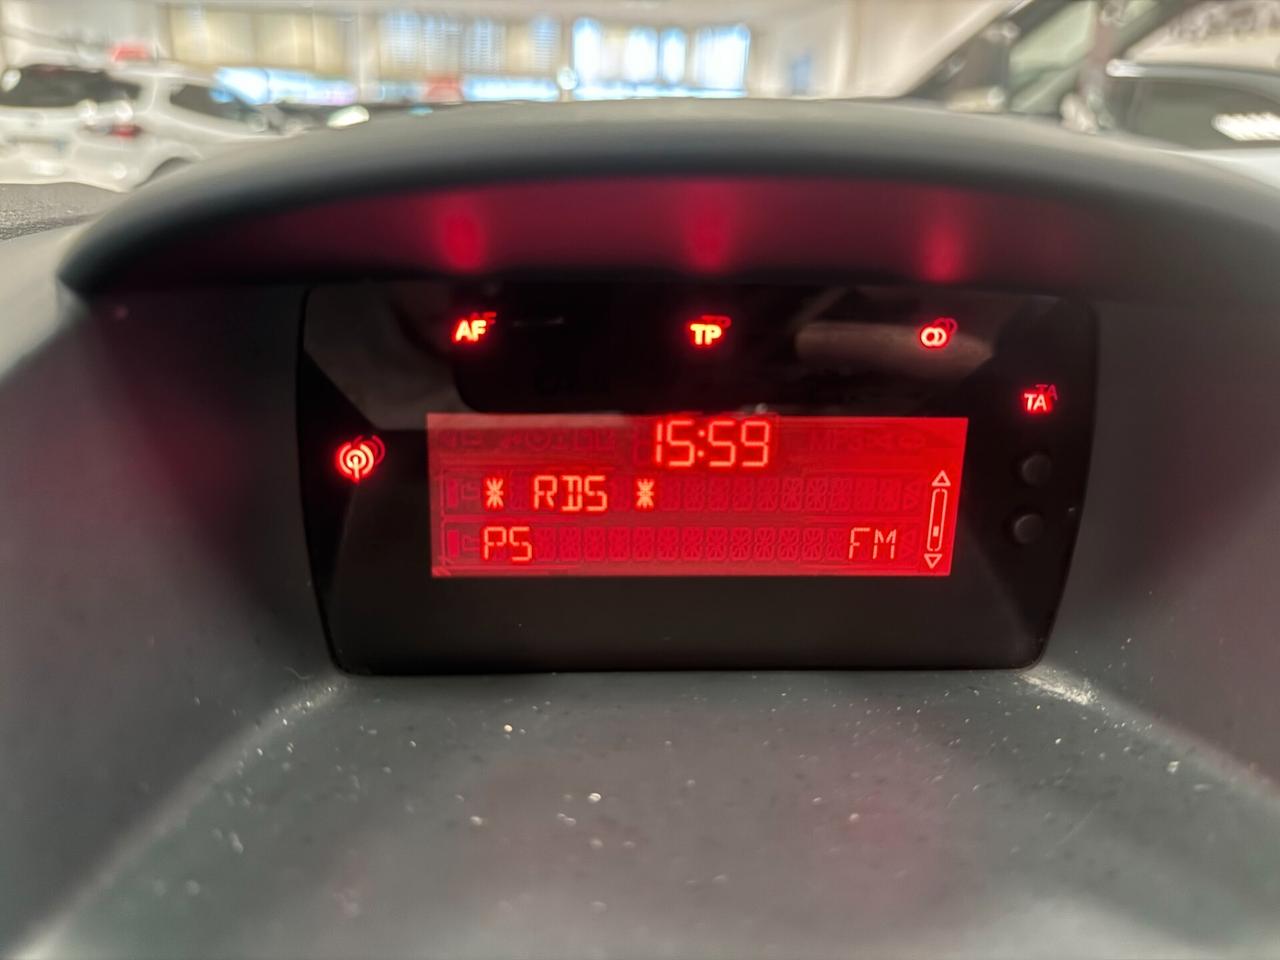 AF TP
TA
15:59
* RDS *
PS FM